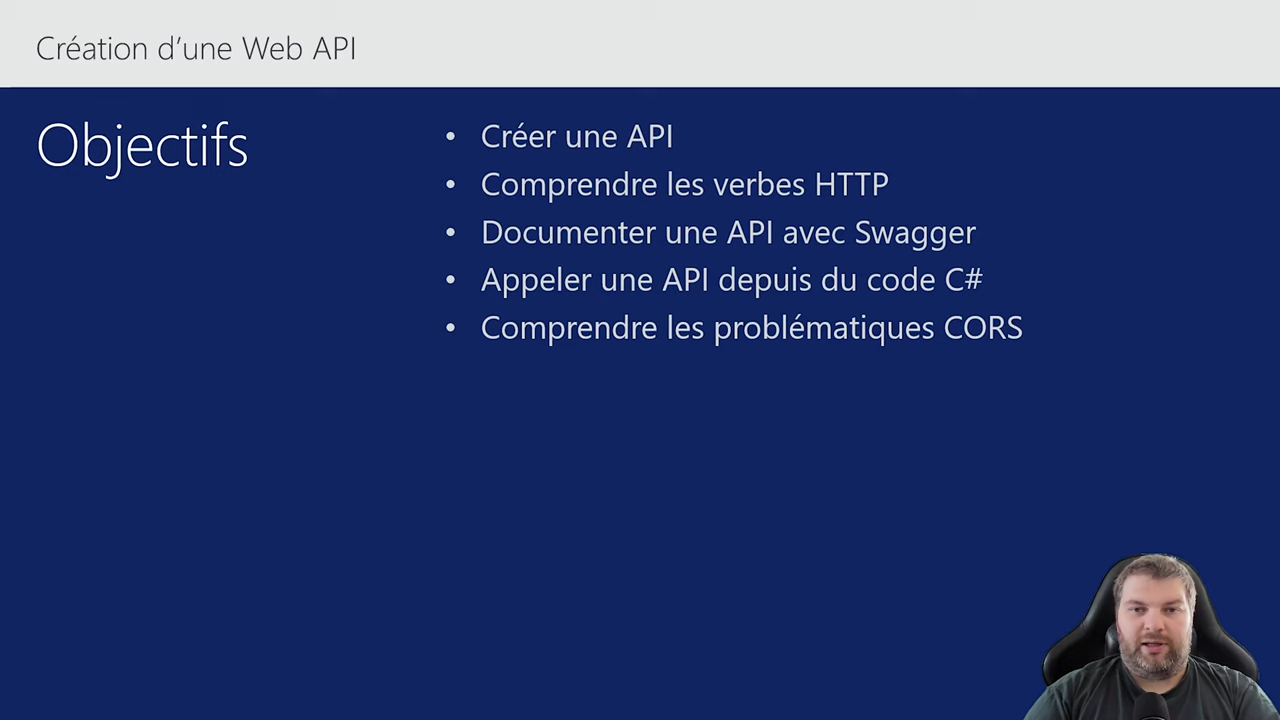 Création d’une Web API
Objectifs
• Créer une API
• Comprendre les verbes HTTP
• Documenter une API avec Swagger
• Appeler une API depuis du code C#
• Comprendre les problématiques CORS